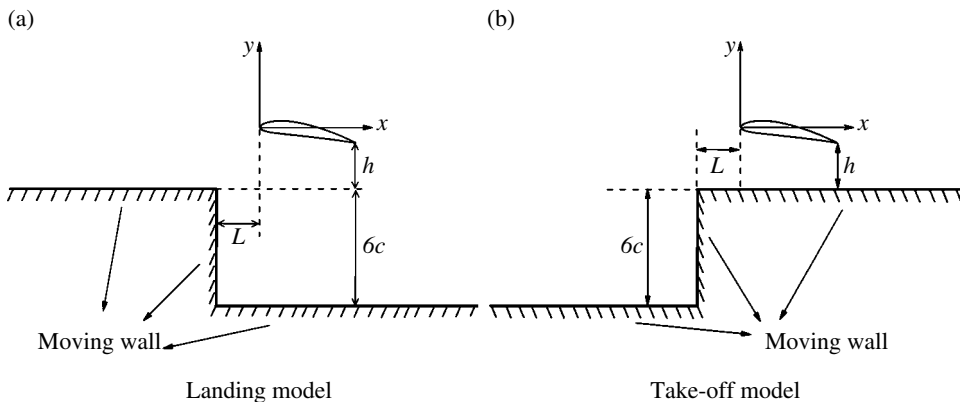 (a)
y
x
h
L
6c
Moving wall
Landing model
(b)
y
x
L
h
6c
Moving wall
Take-off model